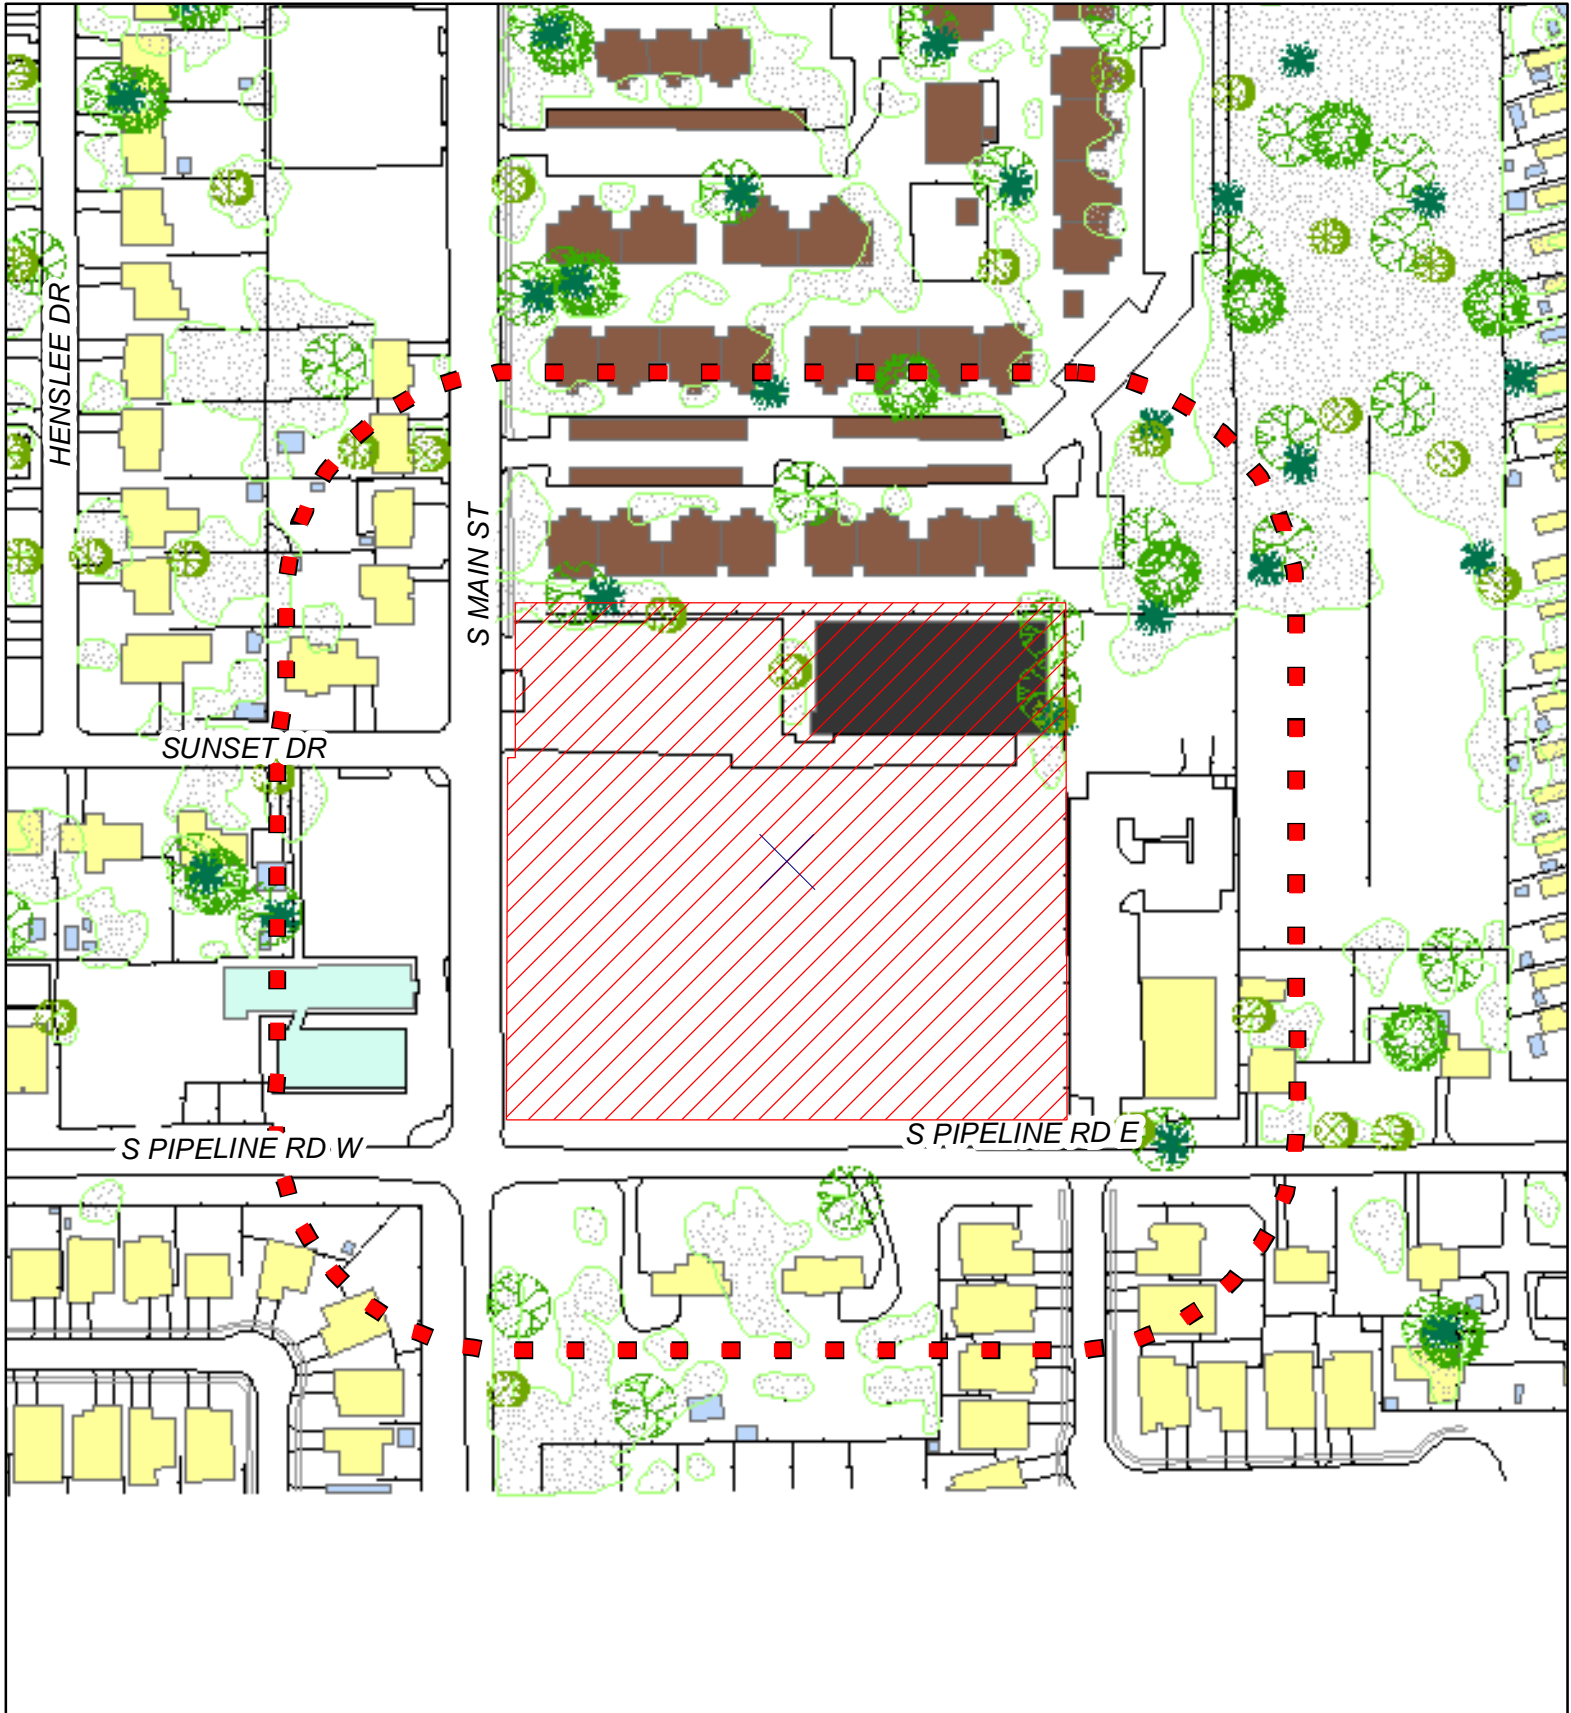 HENSLEE DR
S MAIN ST
SUNSET DR
S PIPELINE RD W
S PIPELINE RD E